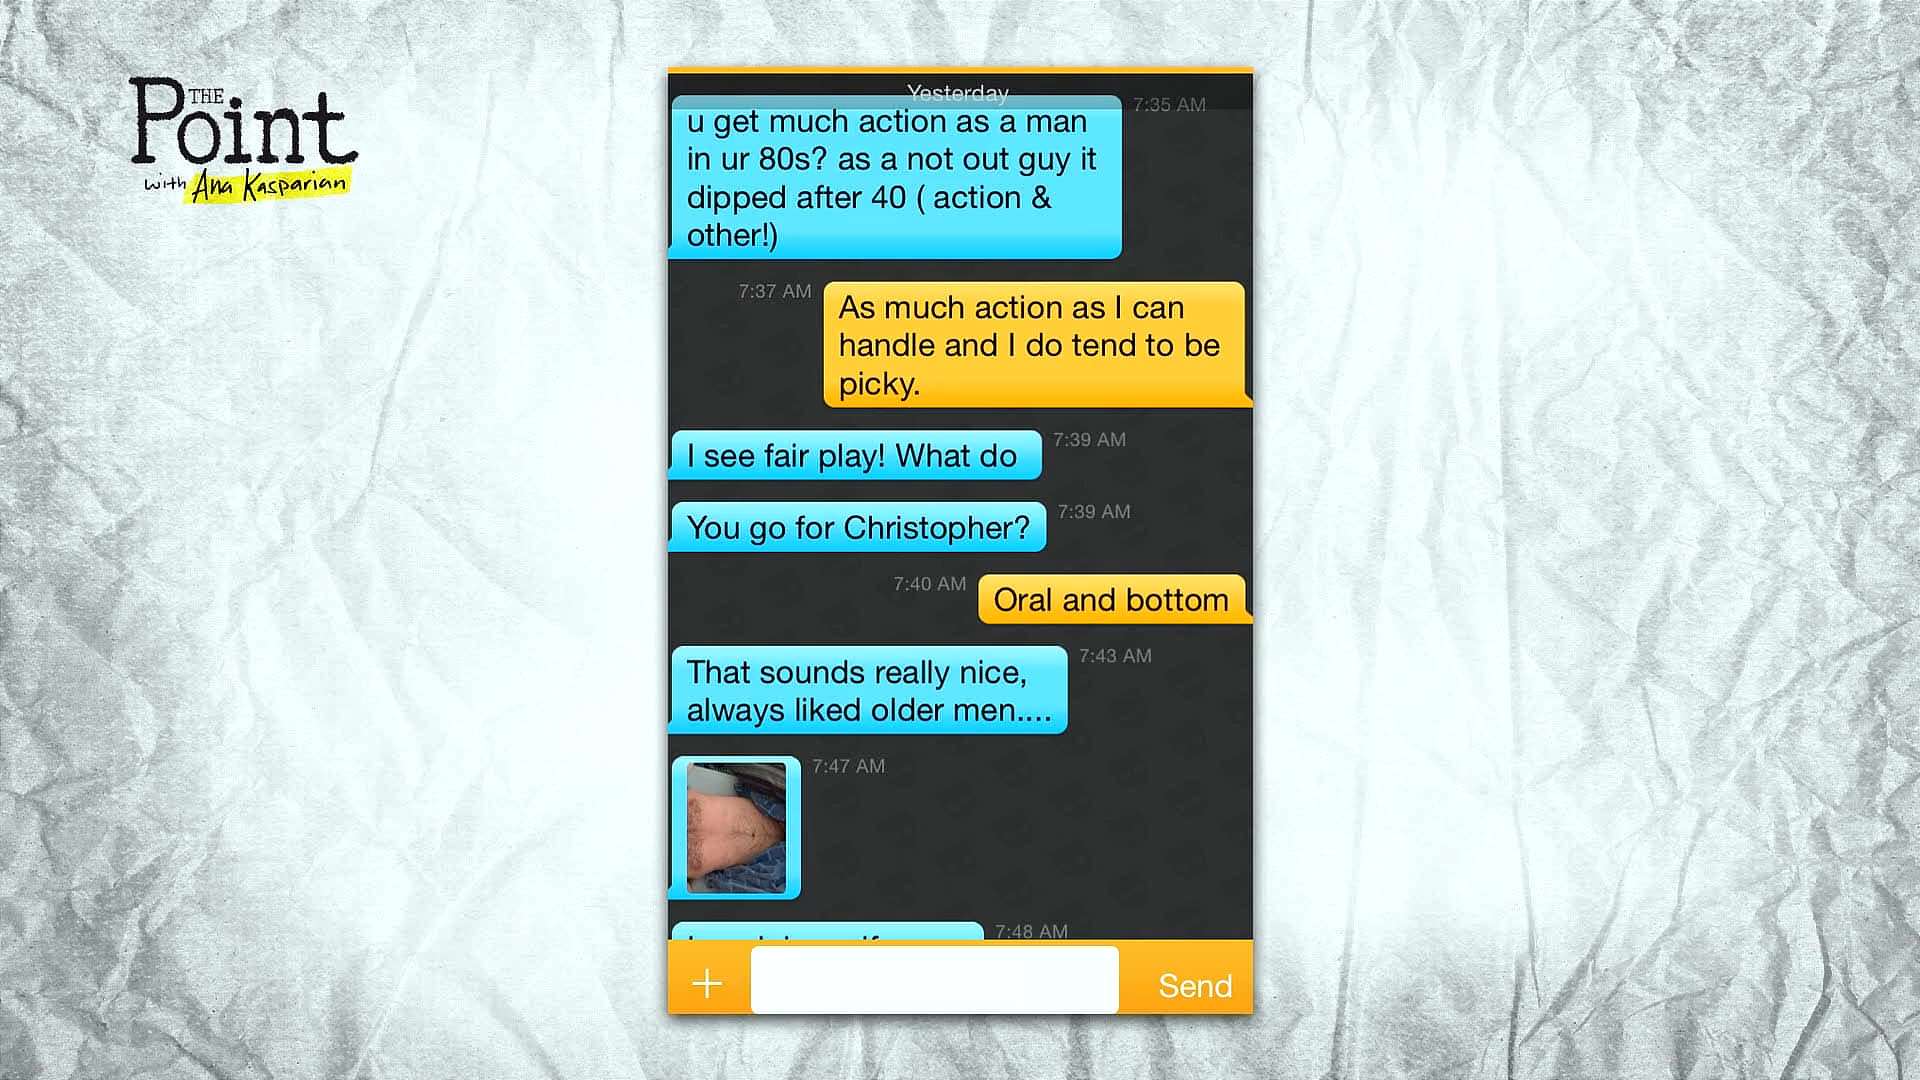 THE
Point
with Ana Kasparian
Yesterday
7:35 AM
u get much action as a man
in ur 80s? as a not out guy it
dipped after 40 ( action &
other!)
7:37 AM
As much action as I can
handle and I do tend to be
picky.
I see fair play! What do
7:39 AM
You go for Christopher?
7:39 AM
7:40 AM
Oral and bottom
7:43 AM
That sounds really nice,
always liked older men....
7:47 AM
7:48 AM
+
Send